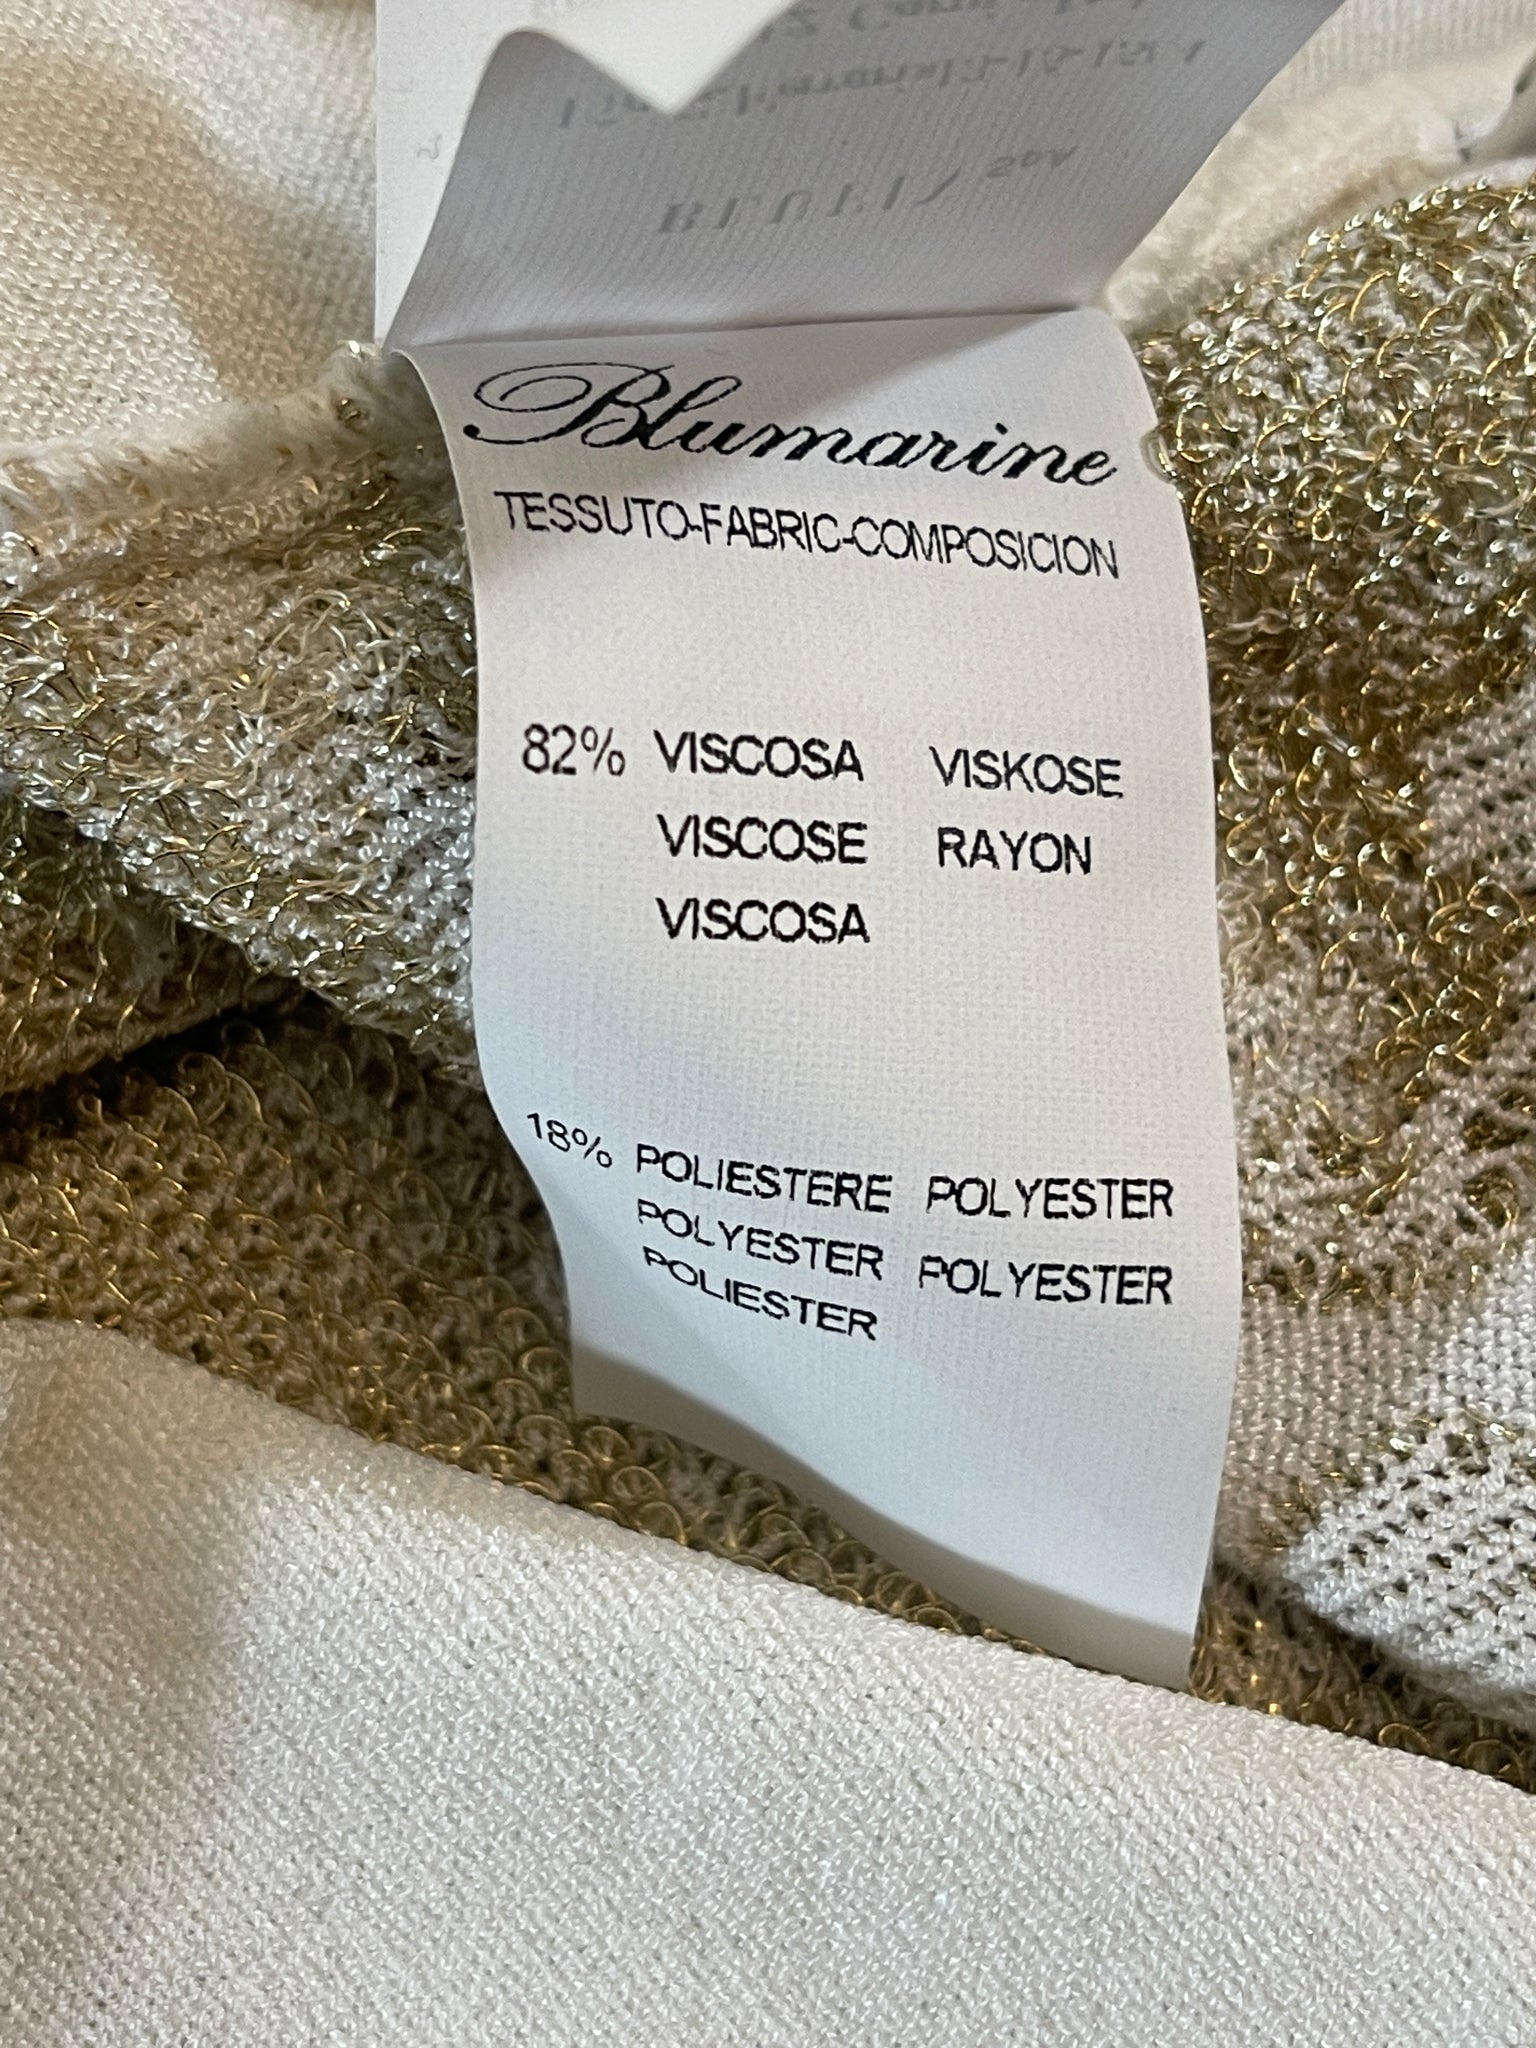 Blumarine
TESSUTO-FABRIC-COMPOSICION
82% VISCOSA VISKOSE
VISCOSE RAYON
VISCOSA
18% POLIESTERE POLYESTER
POLYESTER POLYESTER
POLIESTER